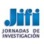 Jifi
JORNADAS DE
INVESTIGACIÓN